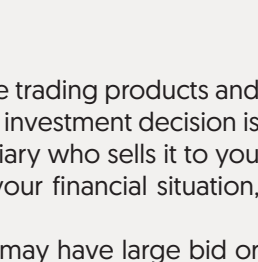 trading products and
investment decision is
who sells it to you
your financial situation,
may have large bid or